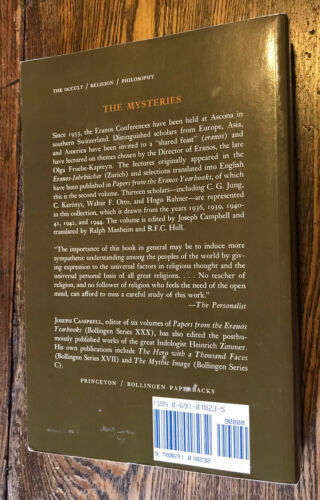 THE OCCULT / RELIGION / PHILOSOPHY
THE MYSTERIES
Since 1933, the Eranos Conferences have been held at Ascona in
southern Switzerland. Distinguished scholars from Europe, Asia,
and America have been invited to a "shared feast" (eranos) and
have lectured on themes chosen by the Director of Eranos, the late
Olga Froebe-Kapteyn. The lectures originally appeared in the
Eranos-Jahrbücher (Zurich) and selections translated into English
have been published in Papers from the Eranos Yearbooks, of which
this is the second volume. Thirteen scholars—including C. G. Jung,
C. Kerényi, Walter F. Otto, and Hugo Rahner—are represented
in this collection, which is drawn from the years 1936, 1939, 1940-
41, 1942, and 1944. The volume is edited by Joseph Campbell and
translated by Ralph Manheim and R.F.C. Hull.
"The importance of this book in general may be to induce more
sympathetic understanding among the peoples of the world by giv-
ing expression to the universal factors in religious thought and the
universal personal basis of all great religions. . . . No teacher of
religion, and no follower of religion who feels the need of the open
mind, can afford to miss a careful study of this work."
—The Personalist
JOSEPH CAMPBELL, editor of six volumes of Papers from the Eranos
Yearbooks (Bollingen Series XXX), has also edited the posthu-
mously published works of the great Indologist Heinrich Zimmer.
His own publications include The Hero with a Thousand Faces
(Bollingen Series XVII) and The Mythic Image (Bollingen Series
C).
PRINCETON / BOLLINGEN PAPERBACKS
ISBN 0-691-01823-5
90000
9 780691 018232